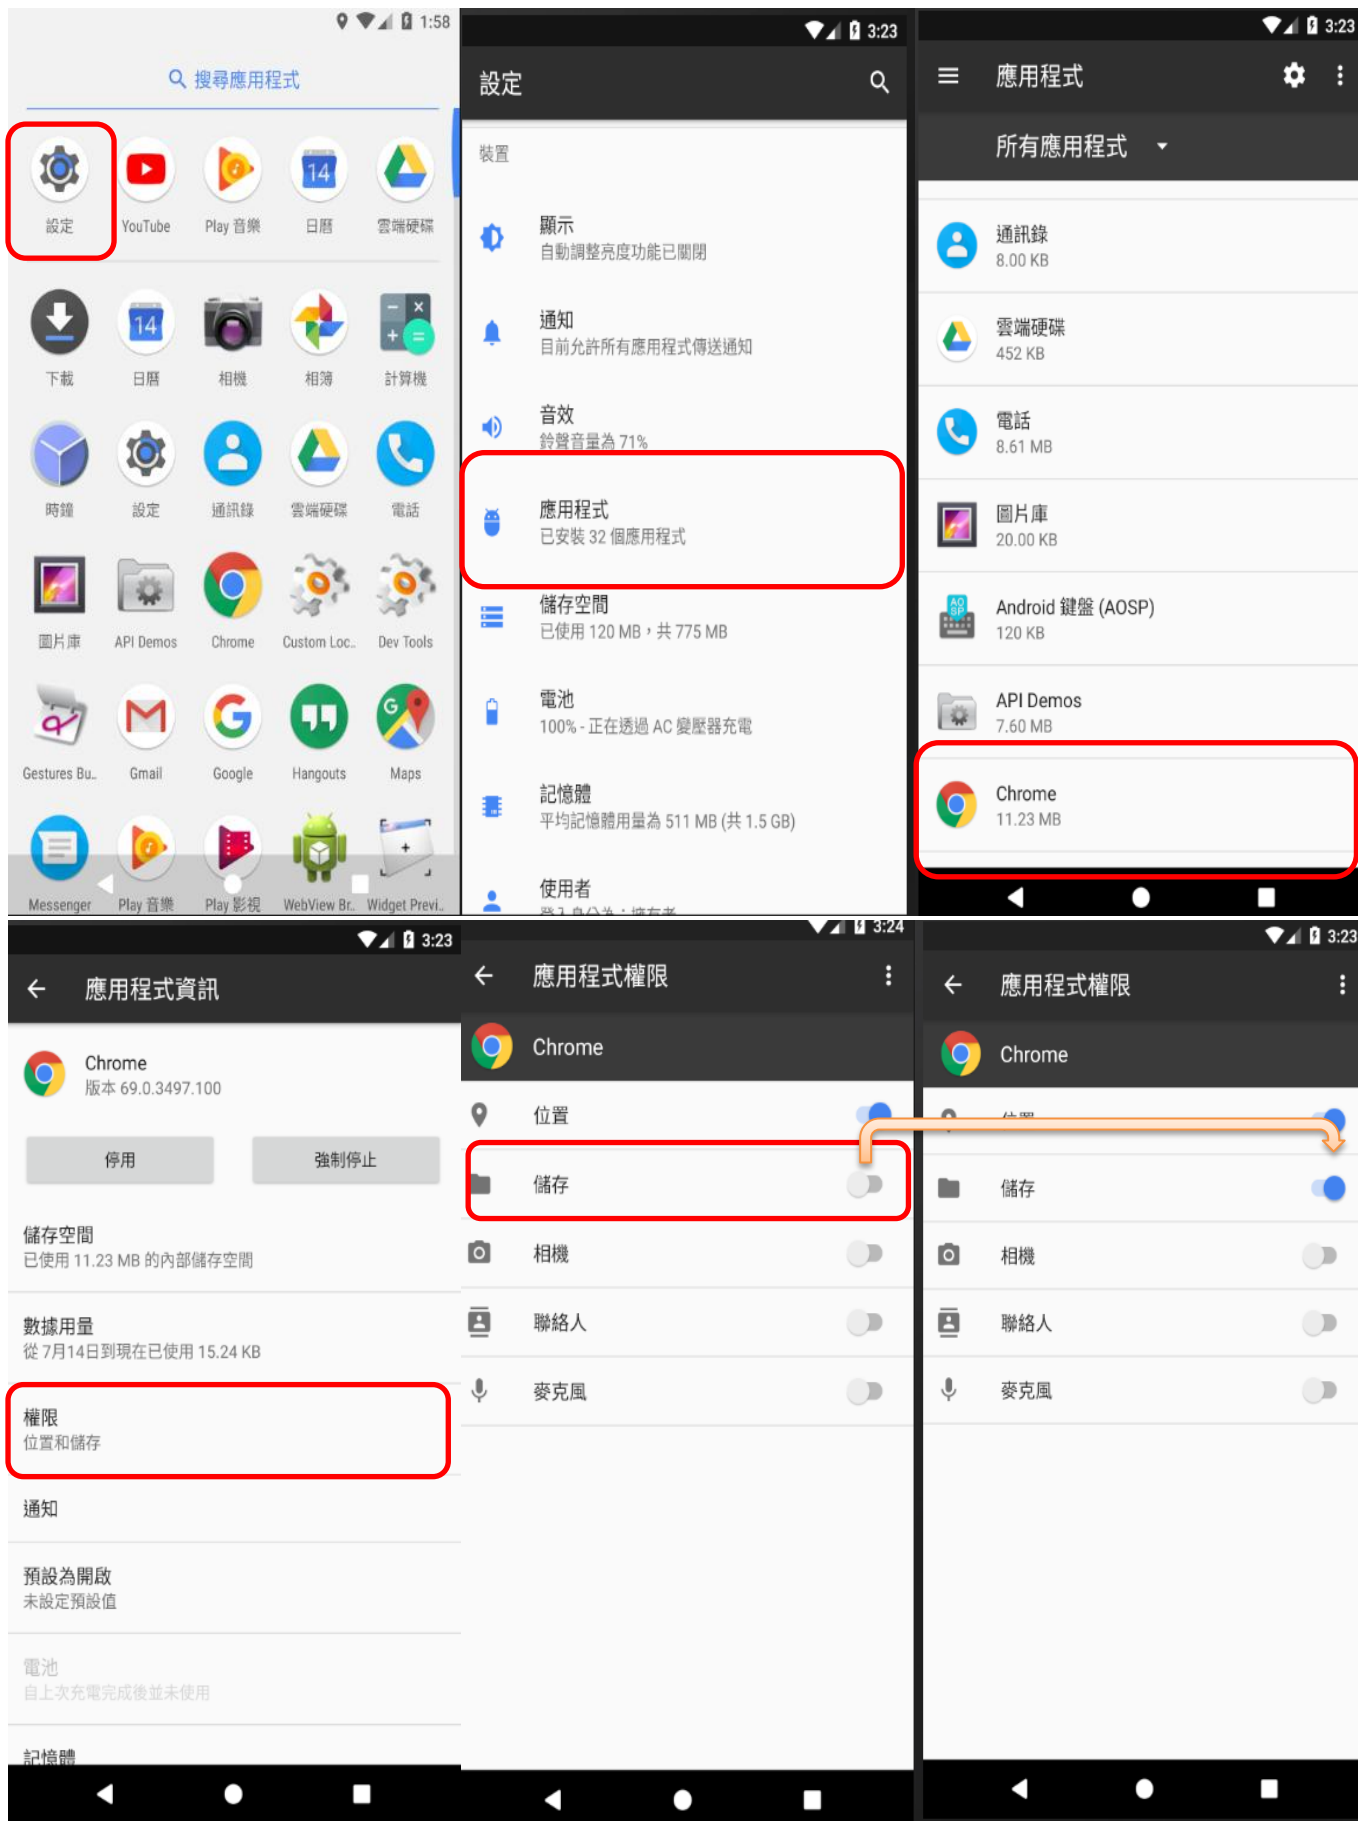 1:58
搜尋應用程式
設定
YouTube
Play 音樂
日曆
雲端硬碟
下載
日曆
相機
相簿
計算機
時鐘
設定
通訊錄
雲端硬碟
電話
圖片庫
API Demos
Chrome
Custom Loc..
Dev Tools
Gestures Bu..
Gmail
Google
Hangouts
Maps
Messenger
Play 音樂
Play 影視
WebView Br..
Widget Previ..
3:23
設定
裝置
顯示
自動調整亮度功能已關閉
通知
目前允許所有應用程式傳送通知
音效
鈴聲音量為 71%
應用程式
已安裝 32 個應用程式
儲存空間
已使用 120 MB，共 775 MB
電池
100% - 正在透過 AC 變壓器充電
記憶體
平均記憶體用量為 511 MB (共 1.5 GB)
使用者
登入身分為：擁有者
3:23
應用程式
所有應用程式
通訊錄
8.00 KB
雲端硬碟
452 KB
電話
8.61 MB
圖片庫
20.00 KB
Android 鍵盤 (AOSP)
120 KB
API Demos
7.60 MB
Chrome
11.23 MB
3:23
應用程式資訊
Chrome
版本 69.0.3497.100
停用
強制停止
儲存空間
已使用 11.23 MB 的內部儲存空間
數據用量
從 7月14日到現在已使用 15.24 KB
權限
位置和儲存
通知
預設為開啟
未設定預設值
電池
自上次充電完成後並未使用
記憶體
3:24
應用程式權限
Chrome
位置
儲存
相機
聯絡人
麥克風
3:23
應用程式權限
Chrome
位置
儲存
相機
聯絡人
麥克風